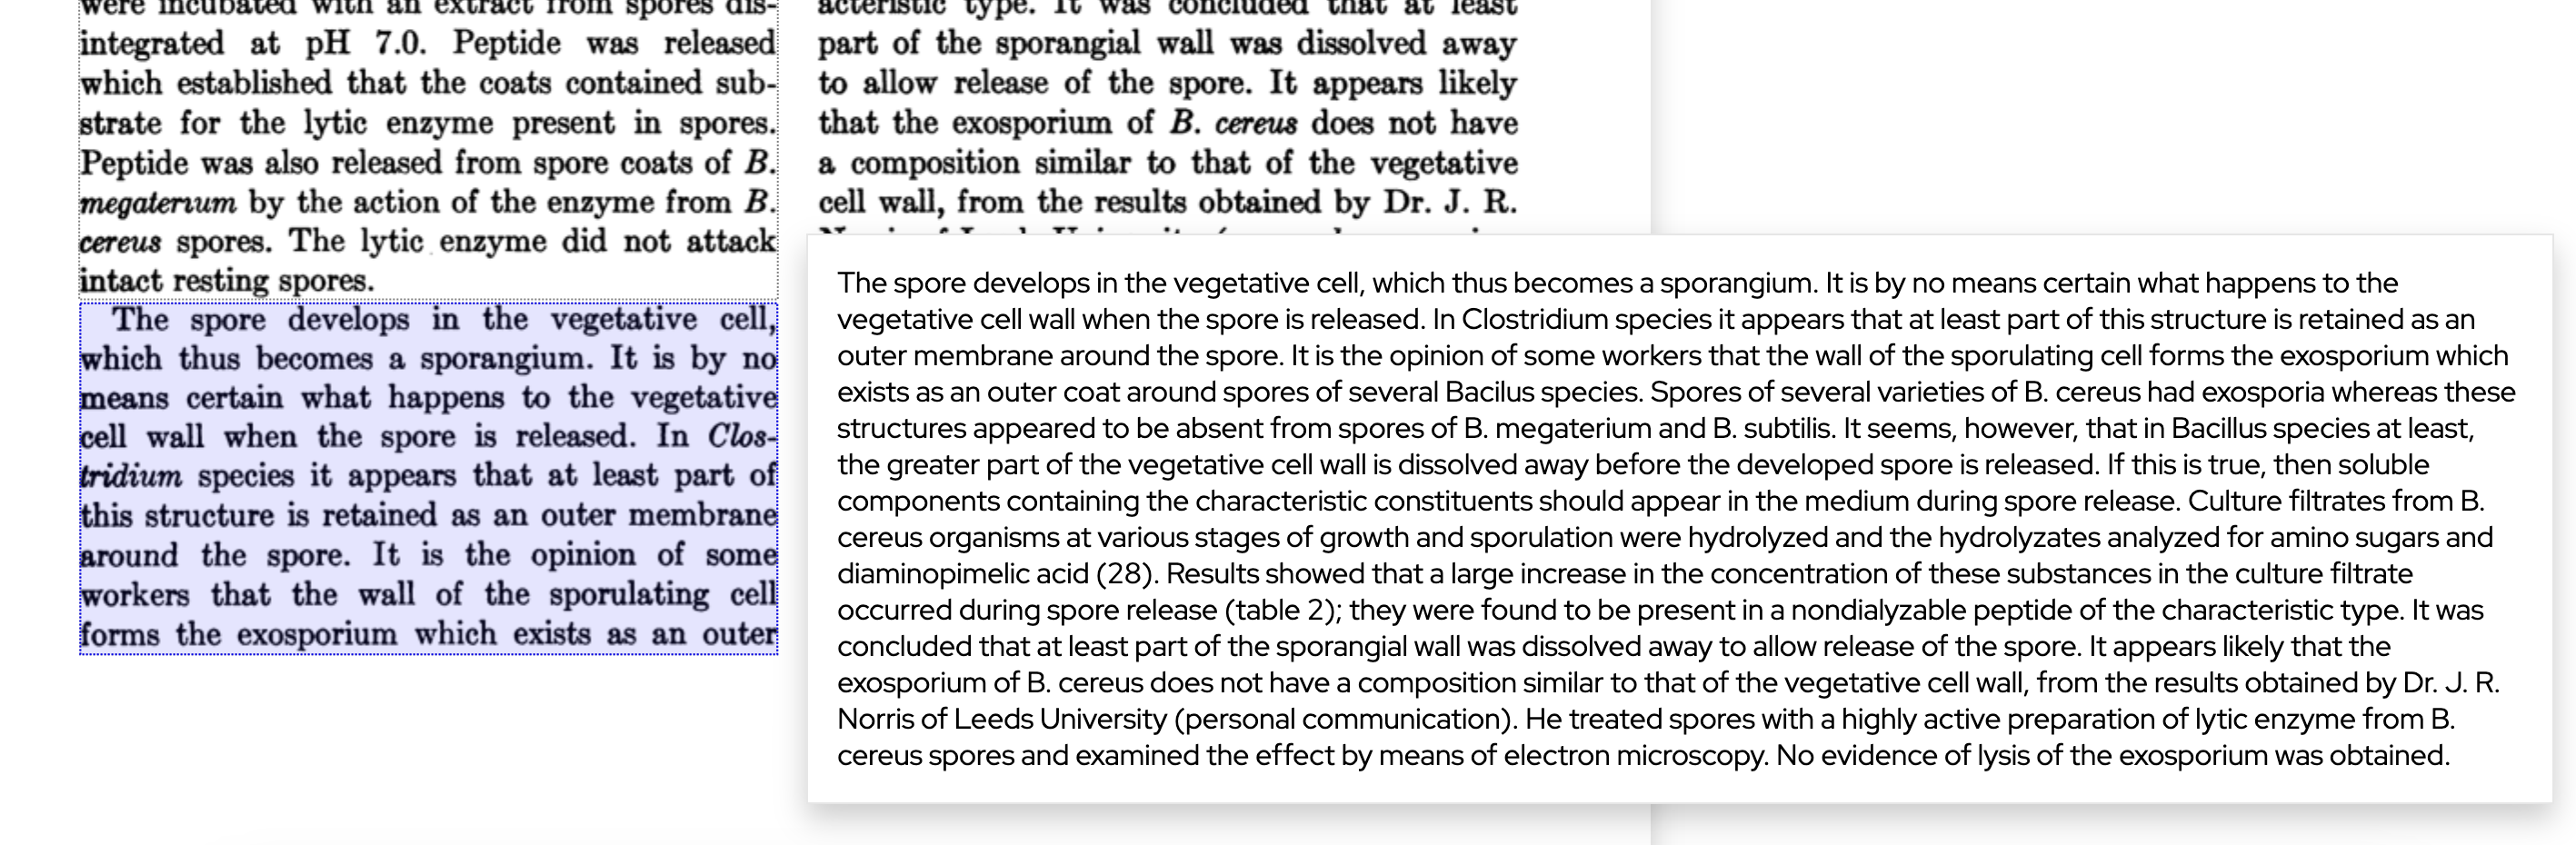 were incubated with an extract from spores dis-
integrated at pH 7.0. Peptide was released
which established that the coats contained sub-
strate for the lytic enzyme present in spores.
Peptide was also released from spore coats of B.
megaterium by the action of the enzyme from B.
cereus spores. The lytic enzyme did not attack
intact resting spores.
The spore develops in the vegetative cell,
which thus becomes a sporangium. It is by no
means certain what happens to the vegetative
cell wall when the spore is released. In Clos-
tridium species it appears that at least part of
this structure is retained as an outer membrane
around the spore. It is the opinion of some
workers that the wall of the sporulating cell
forms the exosporium which exists as an outer
acteristic type. It was concluded that at least
part of the sporangial wall was dissolved away
to allow release of the spore. It appears likely
that the exosporium of B. cereus does not have
a composition similar to that of the vegetative
cell wall, from the results obtained by Dr. J. R.
The spore develops in the vegetative cell, which thus becomes a sporangium. It is by no means certain what happens to the
vegetative cell wall when the spore is released. In Clostridium species it appears that at least part of this structure is retained as an
outer membrane around the spore. It is the opinion of some workers that the wall of the sporulating cell forms the exosporium which
exists as an outer coat around spores of several Bacilus species. Spores of several varieties of B. cereus had exosporia whereas these
structures appeared to be absent from spores of B. megaterium and B. subtilis. It seems, however, that in Bacillus species at least,
the greater part of the vegetative cell wall is dissolved away before the developed spore is released. If this is true, then soluble
components containing the characteristic constituents should appear in the medium during spore release. Culture filtrates from B.
cereus organisms at various stages of growth and sporulation were hydrolyzed and the hydrolyzates analyzed for amino sugars and
diaminopimelic acid (28). Results showed that a large increase in the concentration of these substances in the culture filtrate
occurred during spore release (table 2); they were found to be present in a nondialyzable peptide of the characteristic type. It was
concluded that at least part of the sporangial wall was dissolved away to allow release of the spore. It appears likely that the
exosporium of B. cereus does not have a composition similar to that of the vegetative cell wall, from the results obtained by Dr. J. R.
Norris of Leeds University (personal communication). He treated spores with a highly active preparation of lytic enzyme from B.
cereus spores and examined the effect by means of electron microscopy. No evidence of lysis of the exosporium was obtained.